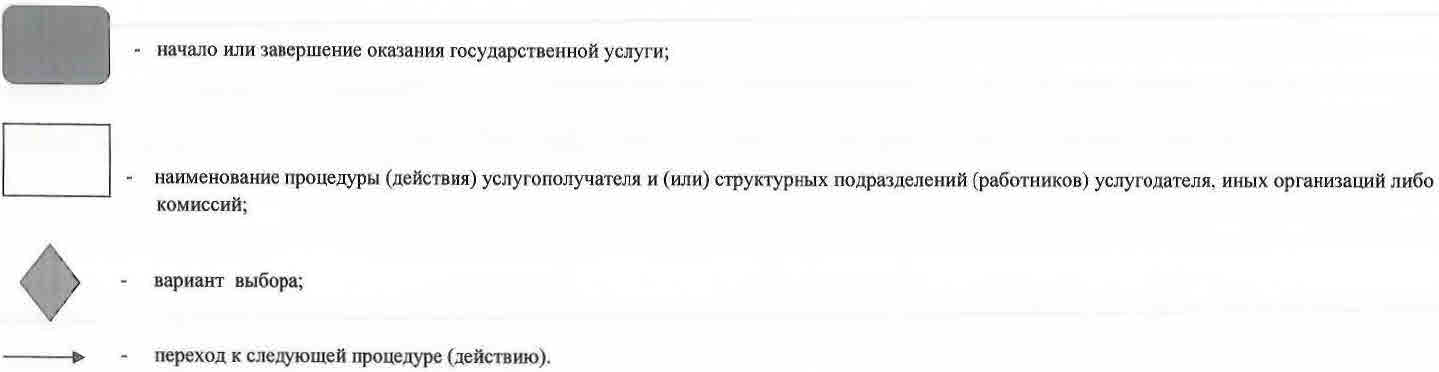 - начало или завершение оказания государственной услуги;
- наименование процедуры (действия) услугополучателя и (или) структурных подразделений (работников) услугодателя, иных организаций либо
комиссий;
- вариант выбора;
- переход к следующей процедуре (действию).